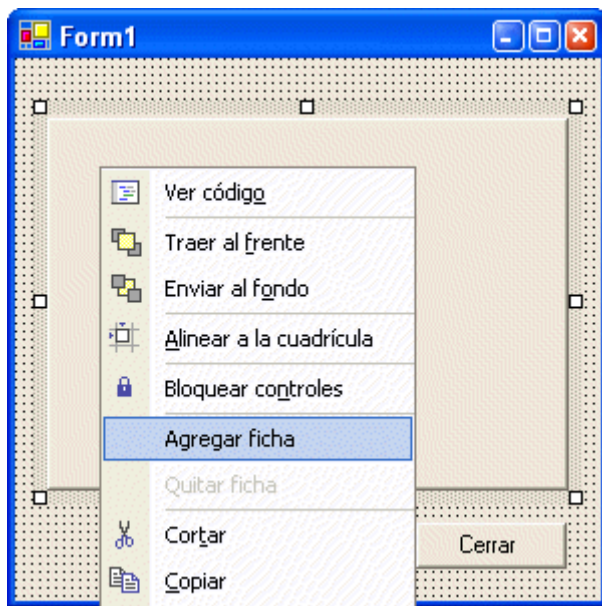 Form1
Ver código
Traer al frente
Enviar al fondo
Alinear a la cuadrícula
Bloquear controles
Agregar ficha
Quitar ficha
Cortar
Cerrar
Copiar